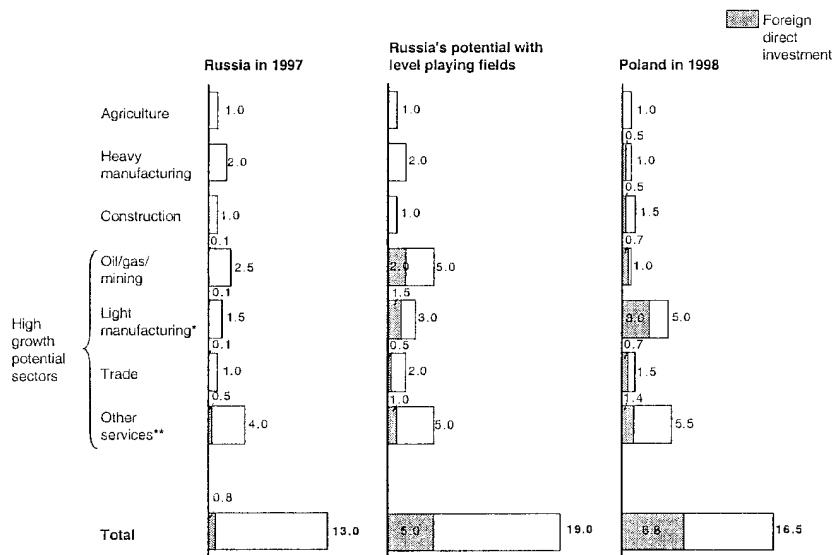 Foreign
direct
investment
Russia in 1997
Russia's potential with
level playing fields
Poland in 1998
Agriculture
1.0
1.0
1.0
0.5
Heavy
manufacturing
2.0
2.0
1.0
0.5
Construction
1.0
1.0
1.5
0.1
0.7
Oil/gas/
mining
2.5
2.0
5.0
1.0
0.1
1.5
High
growth
potential
sectors
Light
manufacturing*
1.5
3.0
3.0
5.0
0.1
0.5
0.7
Trade
1.0
2.0
1.5
0.5
1.0
1.4
Other
services**
4.0
5.0
5.5
0.8
Total
13.0
5.0
19.0
6.8
16.5